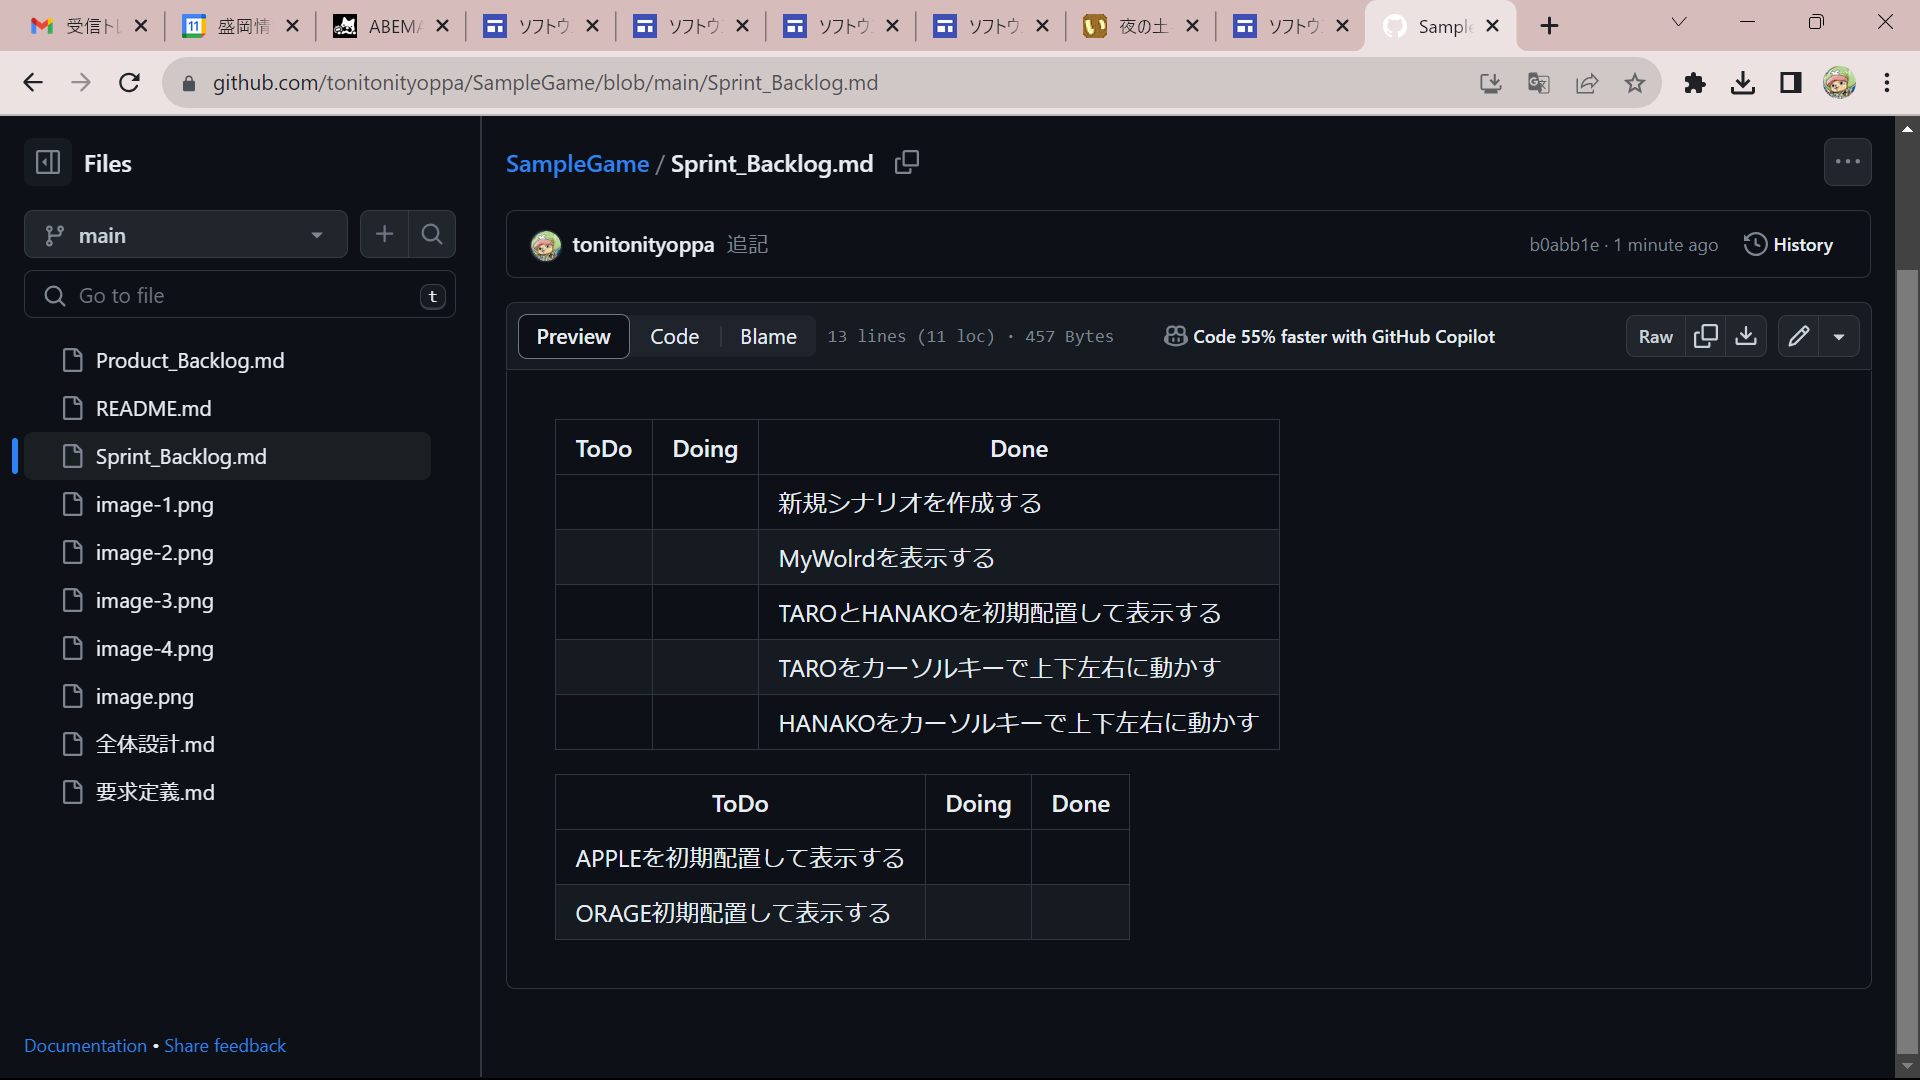 受信ト
盛岡情
ABEMA
ソフトウ
ソフトウ
ソフトウ
ソフトウ
夜の土
ソフトウ
Sample
github.com/tonitonityoppa/SampleGame/blob/main/Sprint_Backlog.md
Files
SampleGame / Sprint_Backlog.md
main
tonitonityoppa 追記
b0abb1e · 1 minute ago
History
Go to file
t
Preview
Code
Blame
13 lines (11 loc) · 457 Bytes
Code 55% faster with GitHub Copilot
Raw
Product_Backlog.md
README.md
Sprint_Backlog.md
image-1.png
image-2.png
image-3.png
image-4.png
image.png
全体設計.md
要求定義.md
ToDo Doing Done
新規シナリオを作成する
MyWolrdを表示する
TAROとHANAKOを初期配置して表示する
TAROをカーソルキーで上下左右に動かす
HANAKOをカーソルキーで上下左右に動かす
ToDo Doing Done
APPLEを初期配置して表示する
ORAGE初期配置して表示する
Documentation • Share feedback